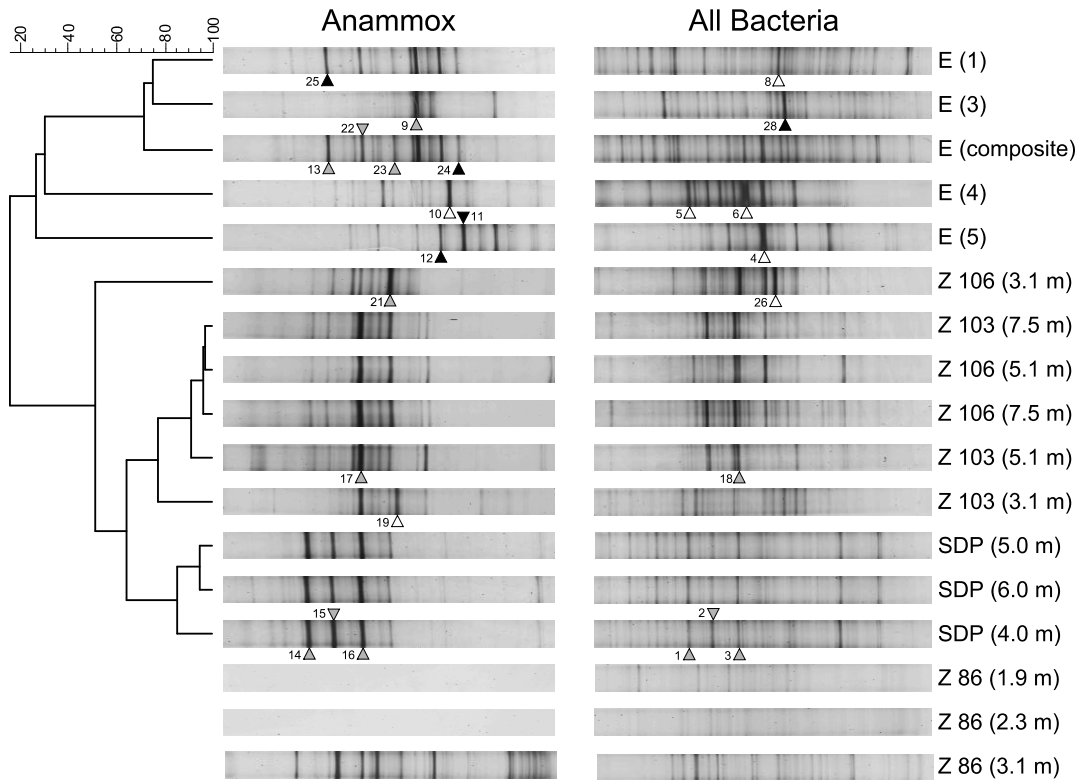 Anammox All Bacteria
20 40 60 80 100
E (1)
25 8
E (3)
22 9 28
E (composite)
13 23 24
E (4)
10 11 5 6
E (5)
12 4
Z 106 (3.1 m)
21 26
Z 103 (7.5 m)
Z 106 (5.1 m)
Z 106 (7.5 m)
Z 103 (5.1 m)
17 18
Z 103 (3.1 m)
19
SDP (5.0 m)
SDP (6.0 m)
15 2
SDP (4.0 m)
14 16 1 3
Z 86 (1.9 m)
Z 86 (2.3 m)
Z 86 (3.1 m)